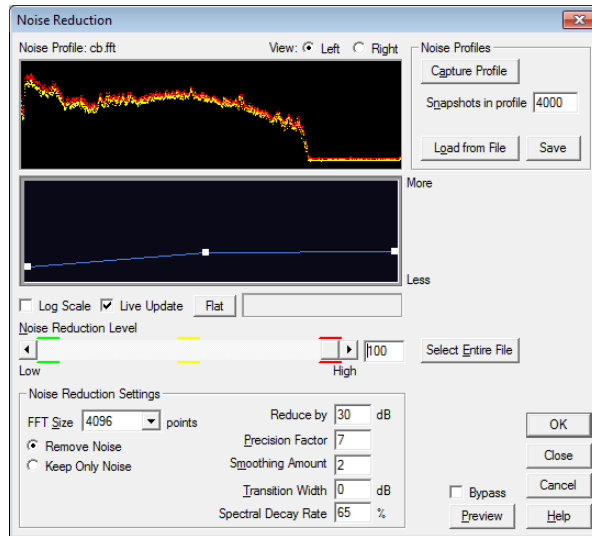 Noise Reduction
Noise Profile: cb.fft
View: Left Right
Noise Profiles
Capture Profile
Snapshots in profile 4000
Load from File Save
More
Less
Log Scale Live Update Flat
Noise Reduction Level
100 Select Entire File
Low High
Noise Reduction Settings
FFT Size 4096 points
Remove Noise
Keep Only Noise
Reduce by 30 dB
Precision Factor 7
Smoothing Amount 2
Transition Width 0 dB
Spectral Decay Rate 65 %
OK
Close
Bypass Cancel
Preview Help